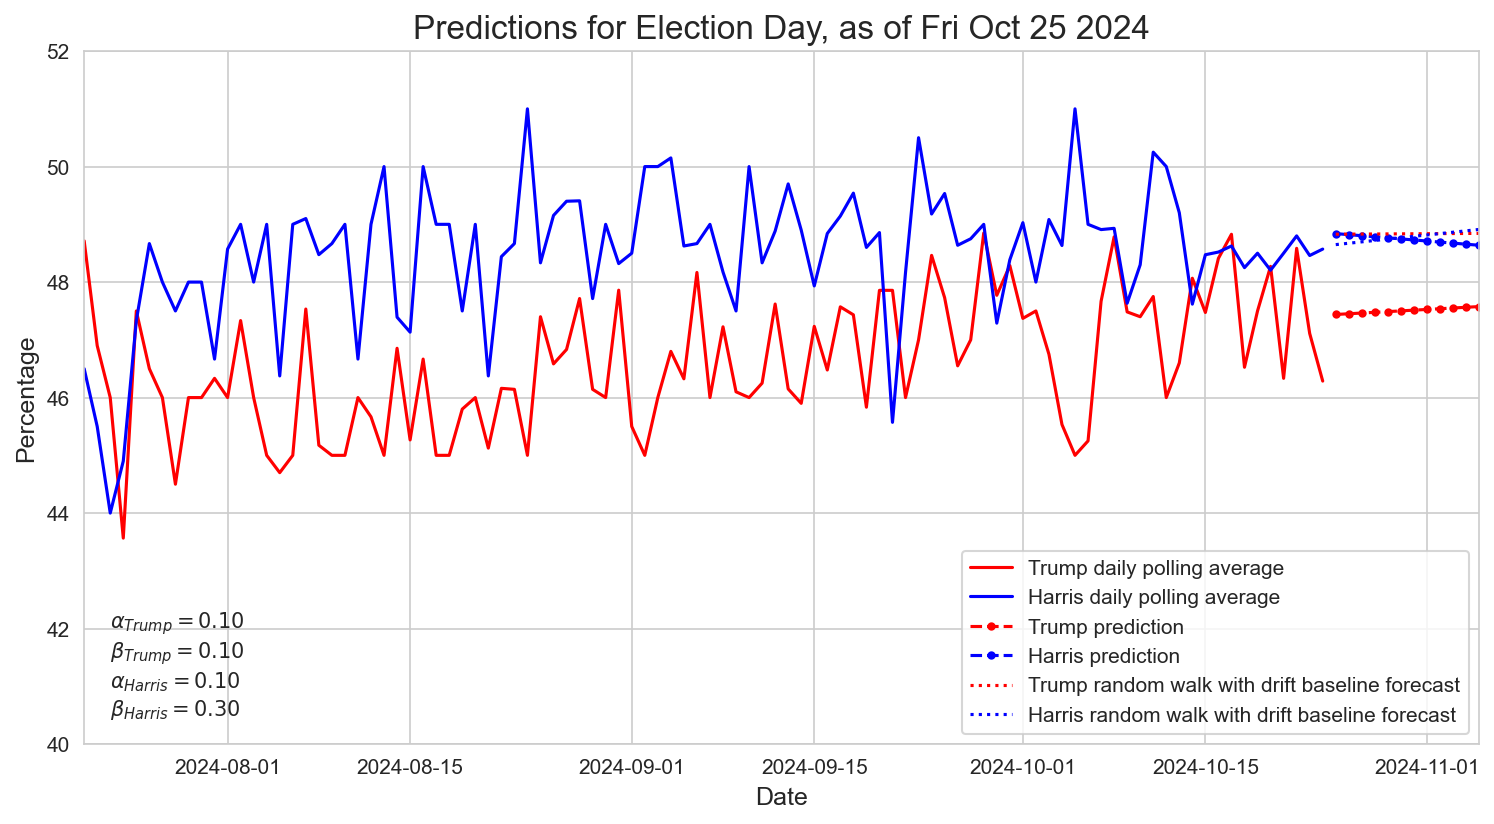 Predictions for Election Day, as of Fri Oct 25 2024
Percentage
52
50
48
46
44
42
40
α_Trump = 0.10
β_Trump = 0.10
α_Harris = 0.10
β_Harris = 0.30
Trump daily polling average
Harris daily polling average
Trump prediction
Harris prediction
Trump random walk with drift baseline forecast
Harris random walk with drift baseline forecast
2024-08-01 2024-08-15 2024-09-01 2024-09-15 2024-10-01 2024-10-15 2024-11-01
Date